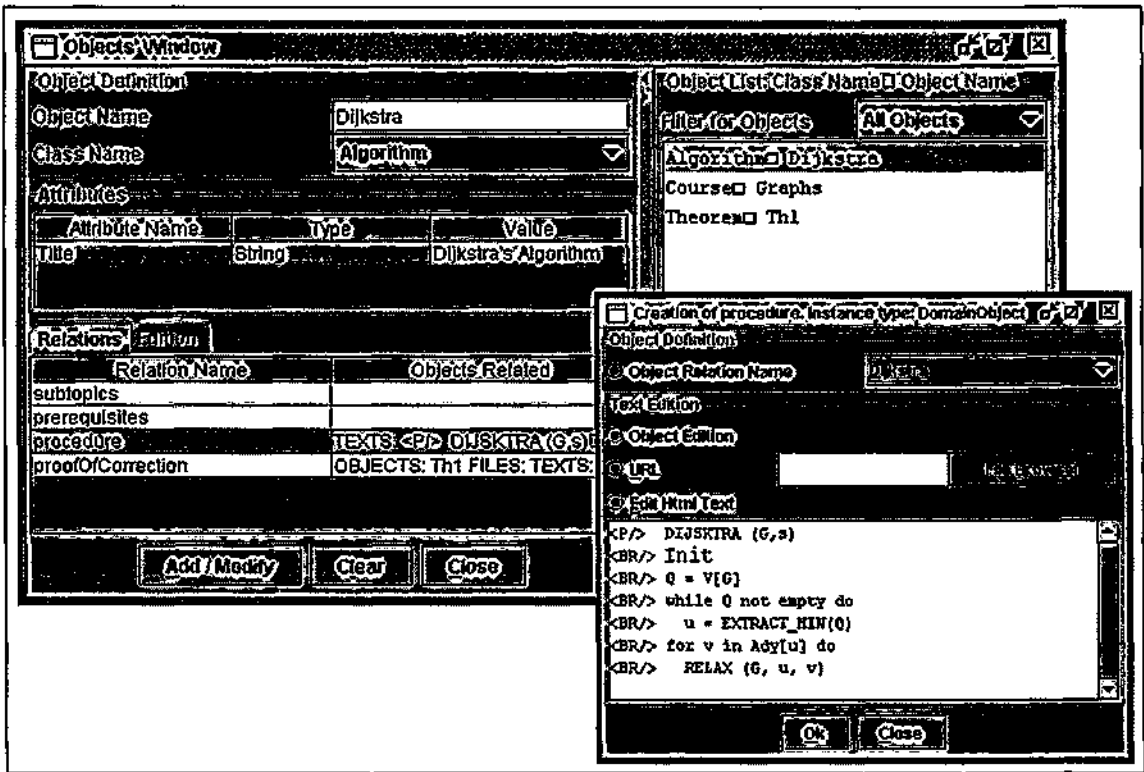 Objects Window
Object Definition
Object Name Dijkstra
Class Name Algorithm
Attributes
Attribute Name Type Value
Title String Dijkstra's Algorithm
Relations Edition
Relation Name Objects Related
subtopics
prerequisites
procedure TEXTS: <P/> DIJSKTRA (G,s)
proofOfCorrection OBJECTS: Th1 FILES: TEXTS:
Add / Modify Clear Close
Object List: Class Name□ Object Name
Filter for Objects All Objects
Algorithm□ Dijkstra
Course□ Graphs
Theorem□ Th1
Creation of procedure. Instance type: DomainObject
Object Definition
Object Relation Name Dijkstra
Text Edition
Object Edition
URL
Edit Html Text
<P/> DIJSKTRA (G,s)
<BR/> Init
<BR/> Q = V[G]
<BR/> while Q not empty do
<BR/> u = EXTRACT_MIN(Q)
<BR/> for v in Ady[u] do
<BR/> RELAX (G, u, v)
Ok Close